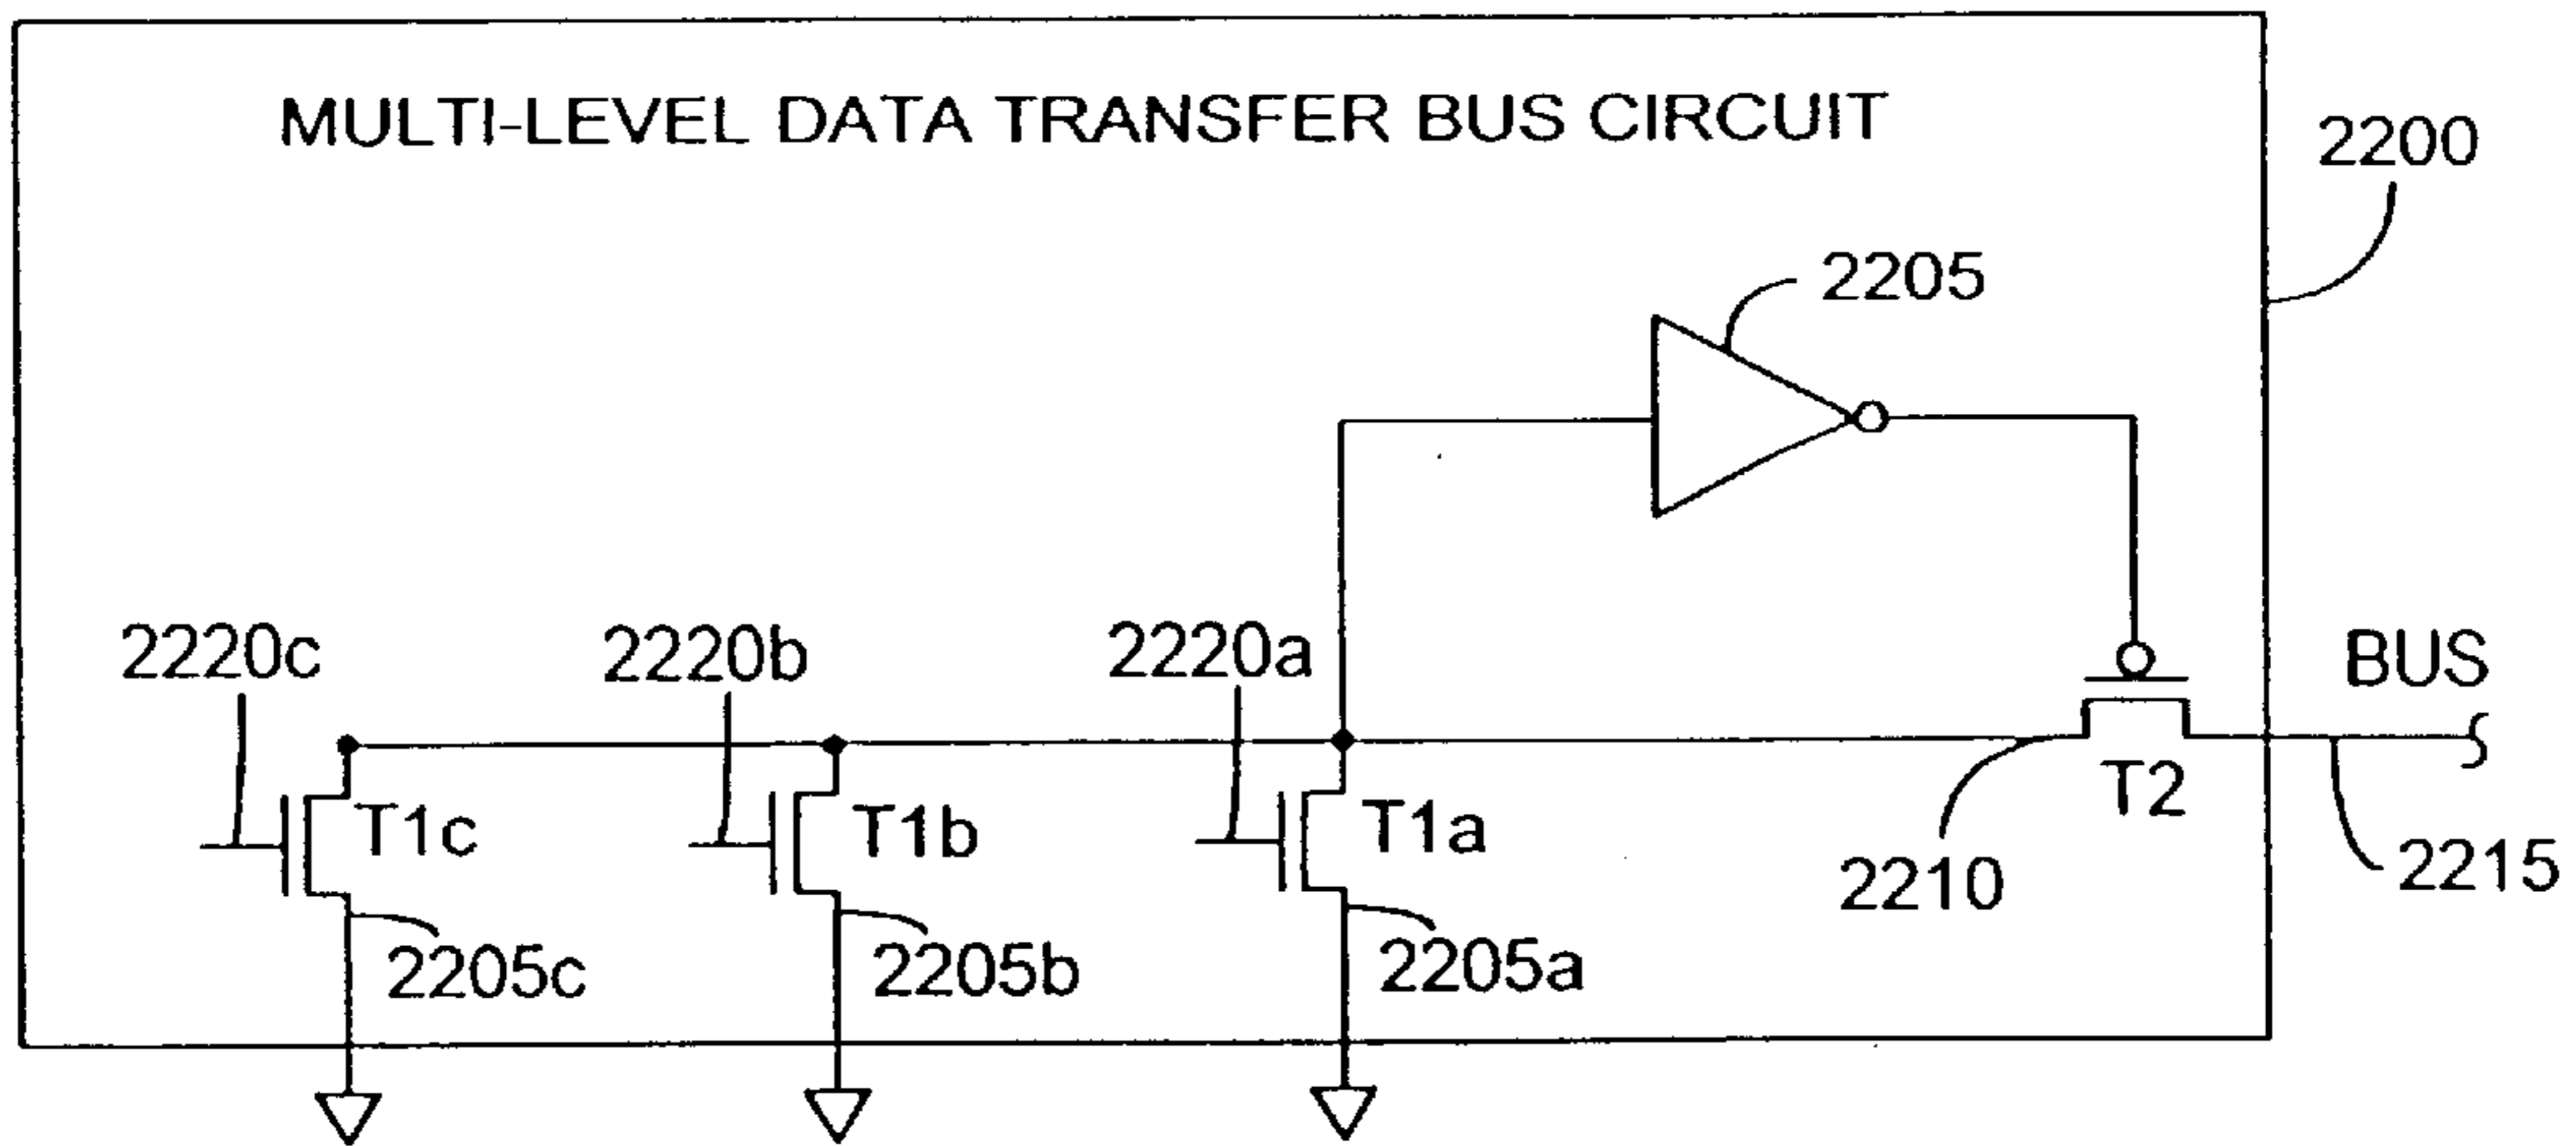 MULTI-LEVEL DATA TRANSFER BUS CIRCUIT
2200
2205
2220c
2220b
2220a
BUS
T1c
T1b
T1a
T2
2210
2215
2205c
2205b
2205a